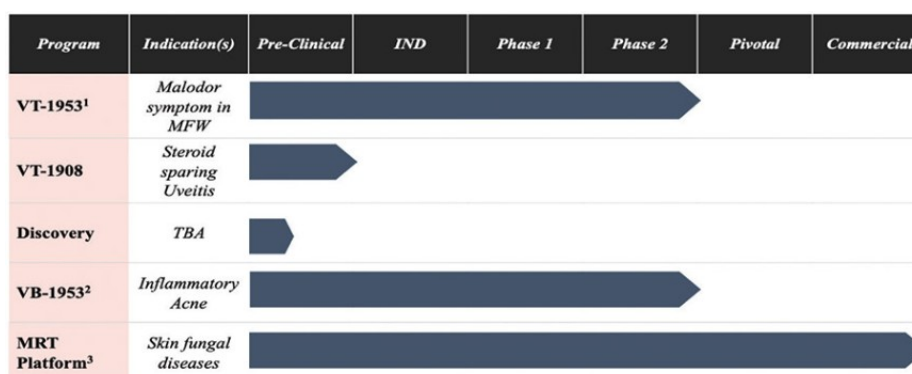 Program Indication(s) Pre-Clinical IND Phase 1 Phase 2 Pivotal Commercial
VT-1953¹ Malodor
symptom in
MFW
VT-1908 Steroid
sparing
Uveitis
Discovery TBA
VB-1953² Inflammatory
Acne
MRT
Platform³ Skin fungal
diseases